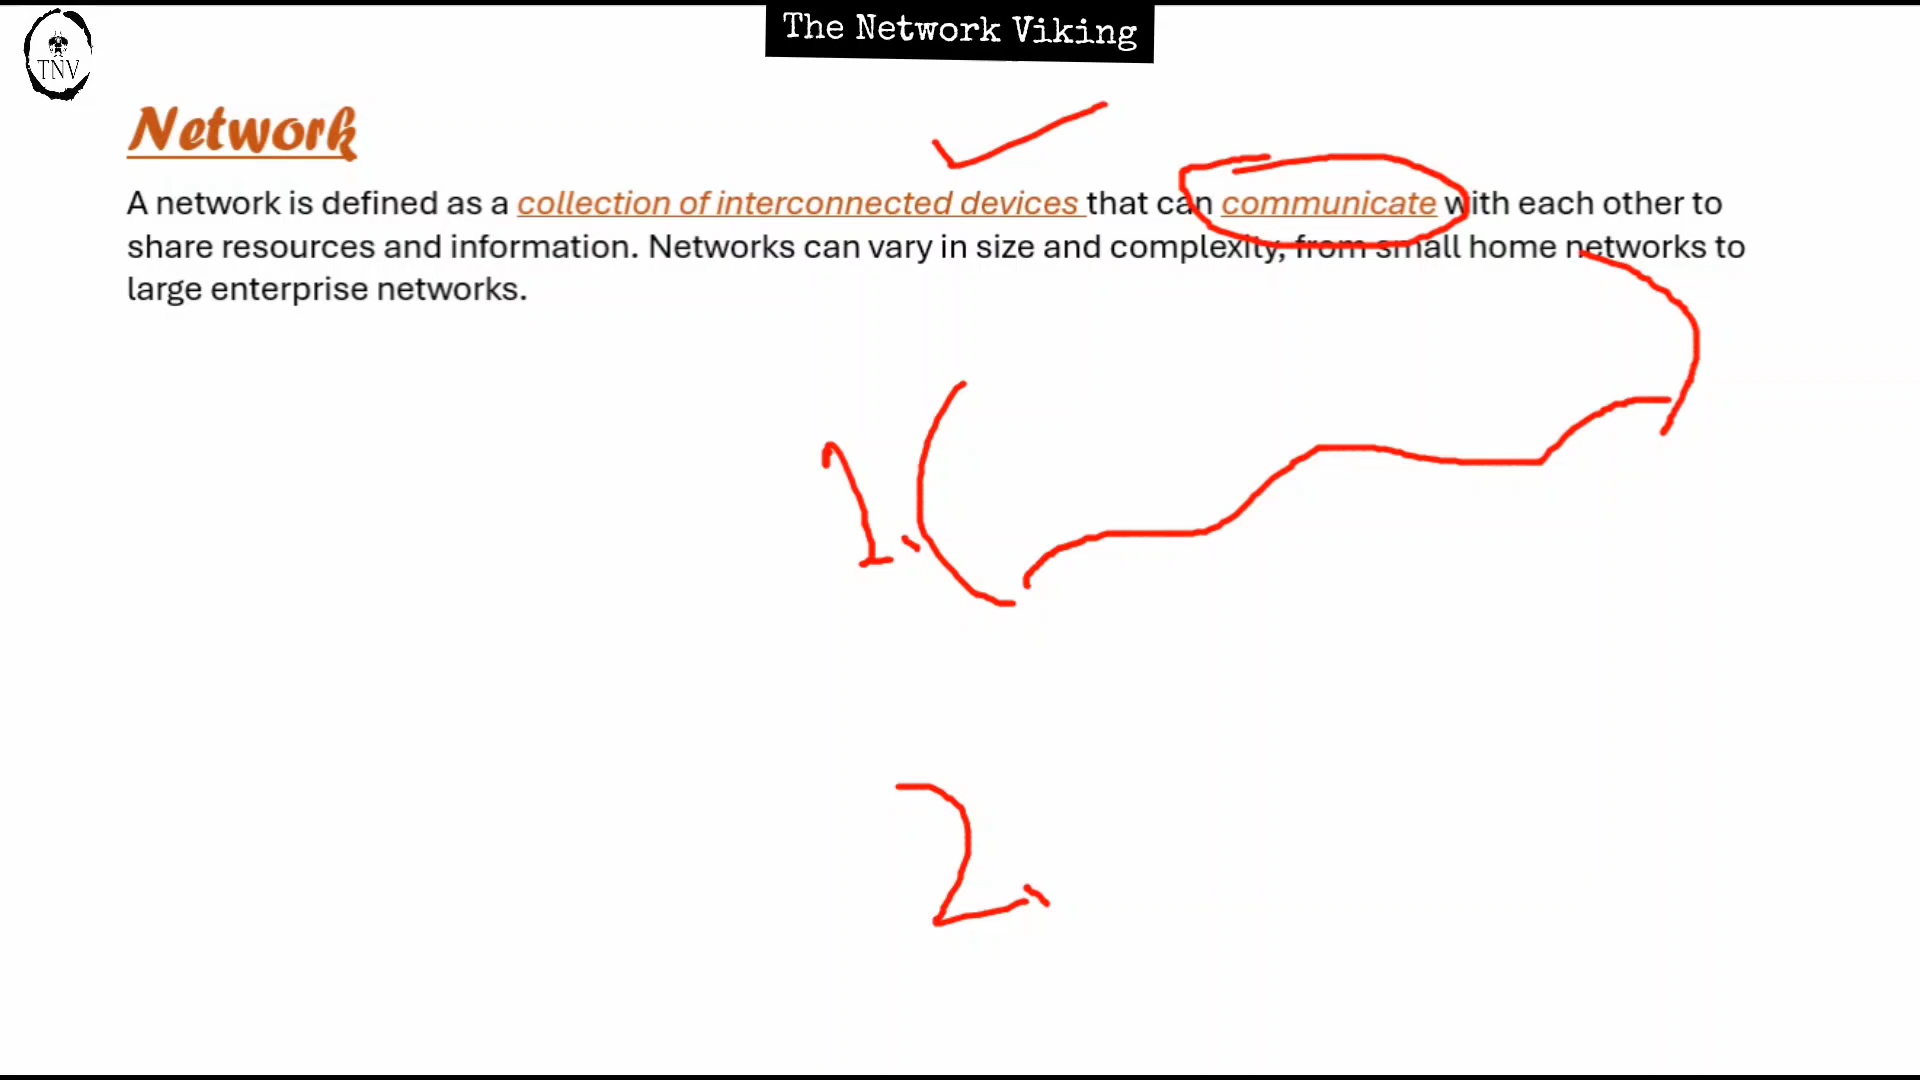 The Network Viking
TNV
Network
A network is defined as a collection of interconnected devices that can communicate with each other to
share resources and information. Networks can vary in size and complexity, from small home networks to
large enterprise networks.
1.
2.